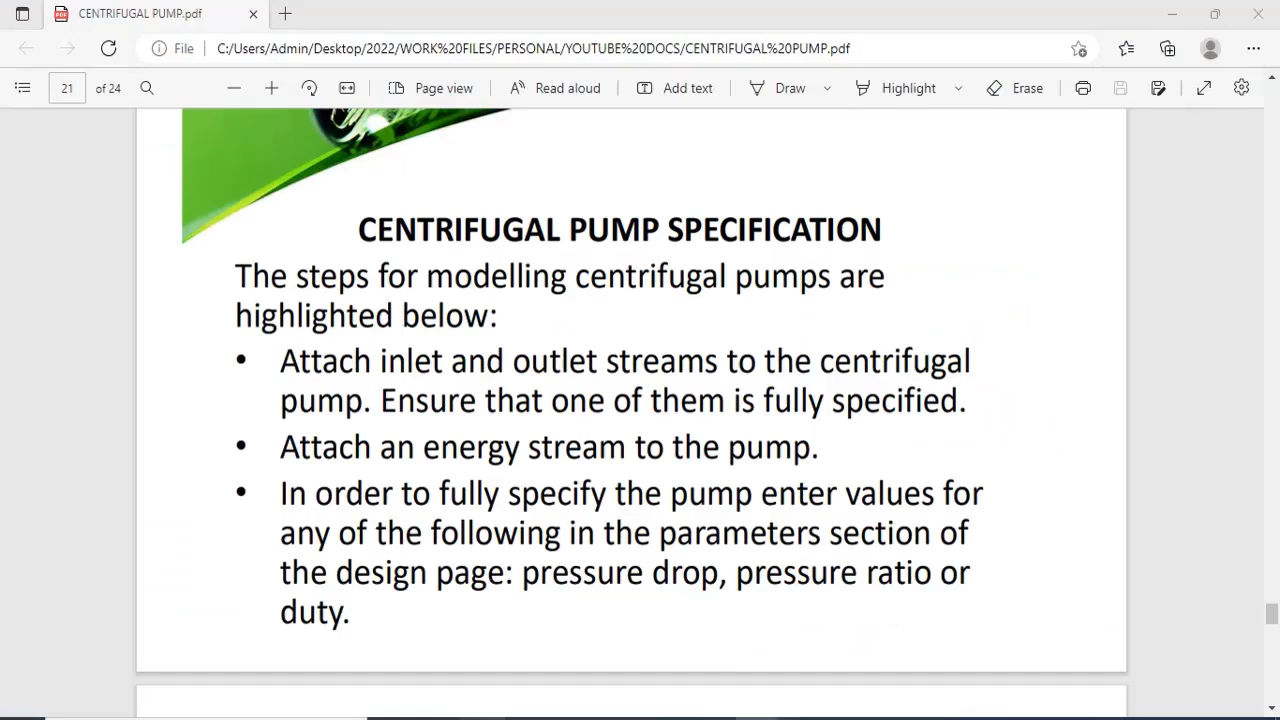 CENTRIFUGAL PUMP.pdf
File C:/Users/Admin/Desktop/2022/WORK%20FILES/PERSONAL/YOUTUBE%20DOCS/CENTRIFUGAL%20PUMP.pdf
21 of 24 Page view Read aloud Add text Draw Highlight Erase
CENTRIFUGAL PUMP SPECIFICATION
The steps for modelling centrifugal pumps are
highlighted below:
• Attach inlet and outlet streams to the centrifugal
pump. Ensure that one of them is fully specified.
• Attach an energy stream to the pump.
• In order to fully specify the pump enter values for
any of the following in the parameters section of
the design page: pressure drop, pressure ratio or
duty.